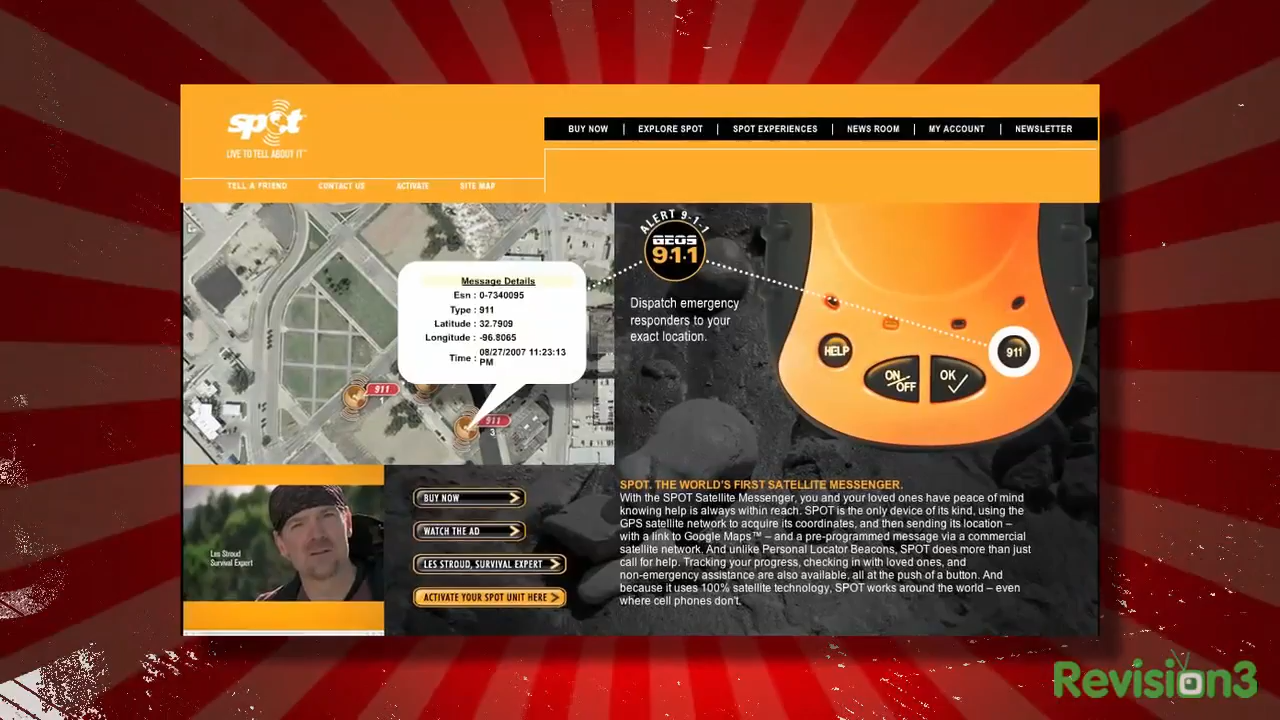 spot
LIVE TO TELL ABOUT IT™
BUY NOW | EXPLORE SPOT | SPOT EXPERIENCES | NEWS ROOM | MY ACCOUNT | NEWSLETTER
TELL A FRIEND CONTACT US ACTIVATE SITE MAP
ALERT 9-1-1
GEOS
9·1·1
Dispatch emergency
responders to your
exact location.
Message Details
Esn : 0-7340095
Type : 911
Latitude : 32.7909
Longitude : -96.8065
Time : 08/27/2007 11:23:13
PM
911
1
911
3
HELP
ON/OFF
OK
911
Les Stroud
Survival Expert
BUY NOW
WATCH THE AD
LES STROUD, SURVIVAL EXPERT
ACTIVATE YOUR SPOT UNIT HERE
SPOT. THE WORLD'S FIRST SATELLITE MESSENGER.
With the SPOT Satellite Messenger, you and your loved ones have peace of mind
knowing help is always within reach. SPOT is the only device of its kind, using the
GPS satellite network to acquire its coordinates, and then sending its location –
with a link to Google Maps™ – and a pre-programmed message via a commercial
satellite network. And unlike Personal Locator Beacons, SPOT does more than just
call for help. Tracking your progress, checking in with loved ones, and
non-emergency assistance are also available, all at the push of a button. And
because it uses 100% satellite technology, SPOT works around the world – even
where cell phones don't.
Revision3